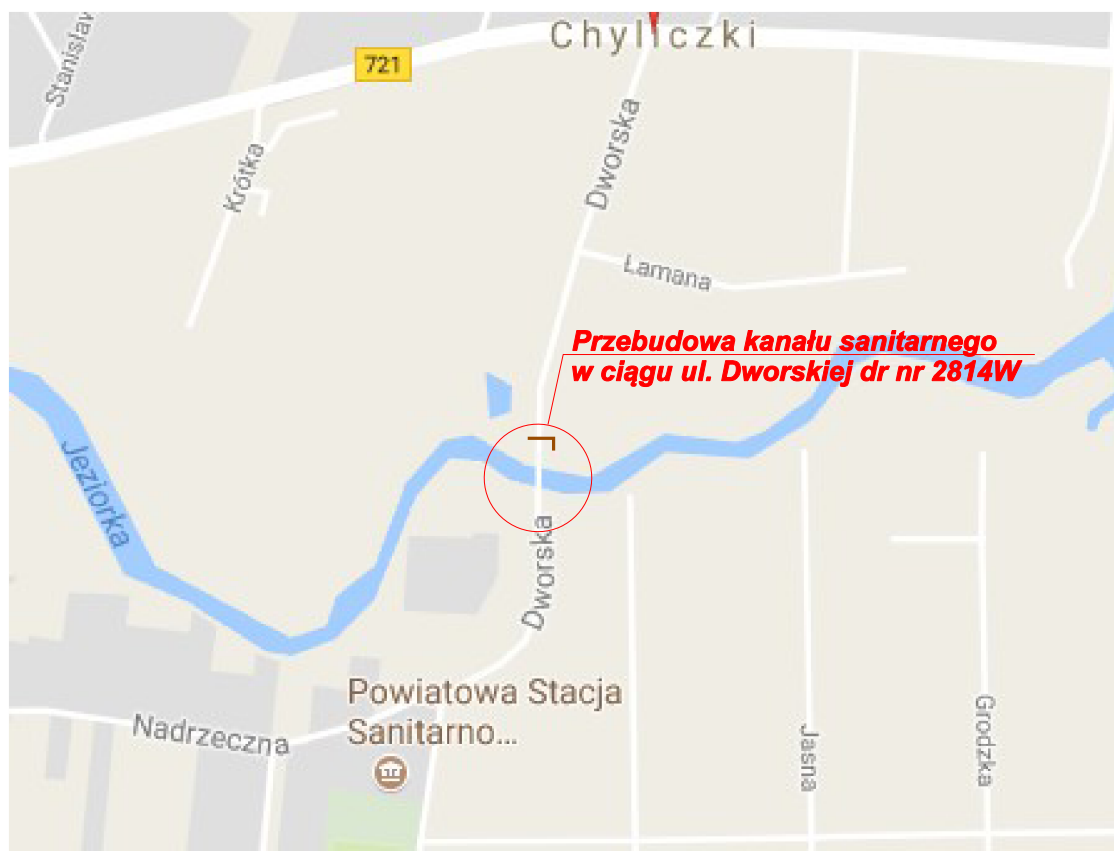 Chyliczki
721
Stanisław
Krótka
Dworska
Łamana
Przebudowa kanału sanitarnego
w ciągu ul. Dworskiej dr nr 2814W
Jeziorka
Dworska
Powiatowa Stacja
Sanitarno...
Nadrzeczna
Jasna
Grodzka